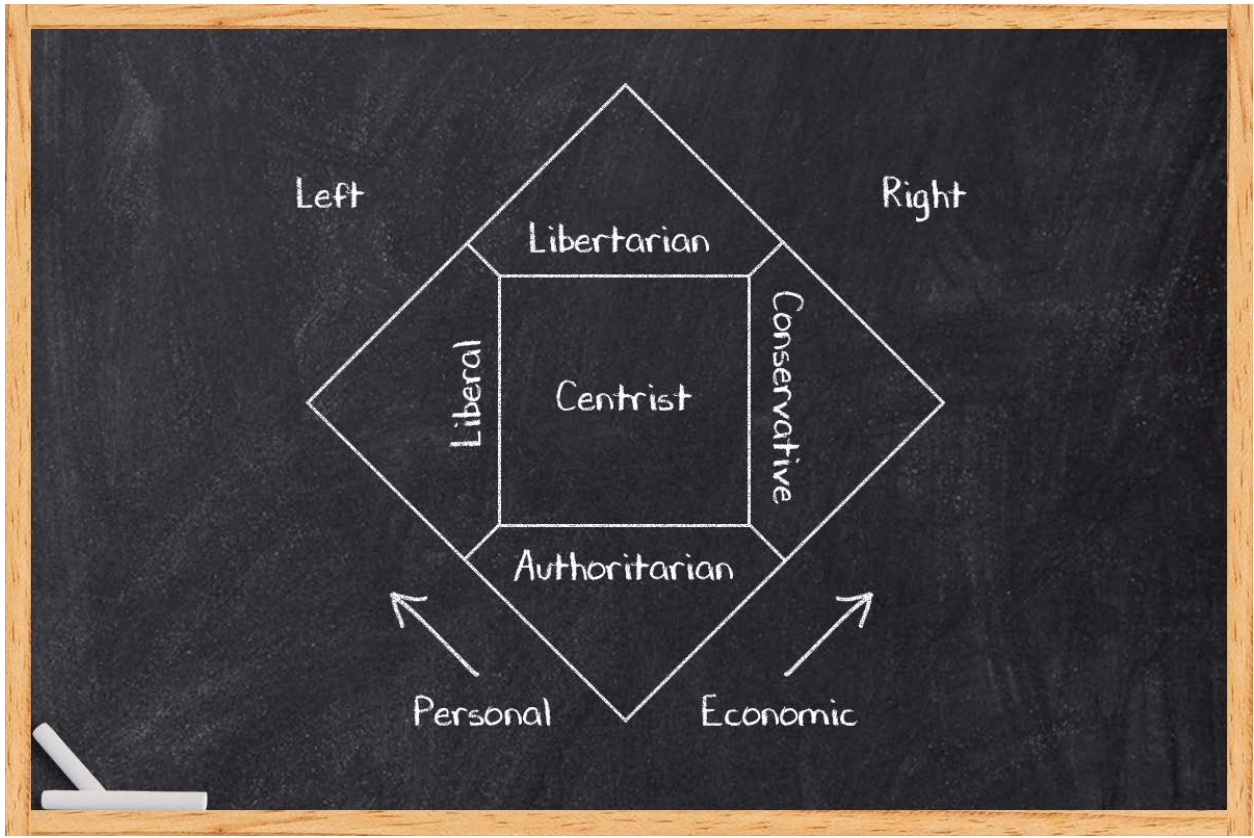 Left
Right
Libertarian
Liberal
Centrist
Conservative
Authoritarian
Personal
Economic